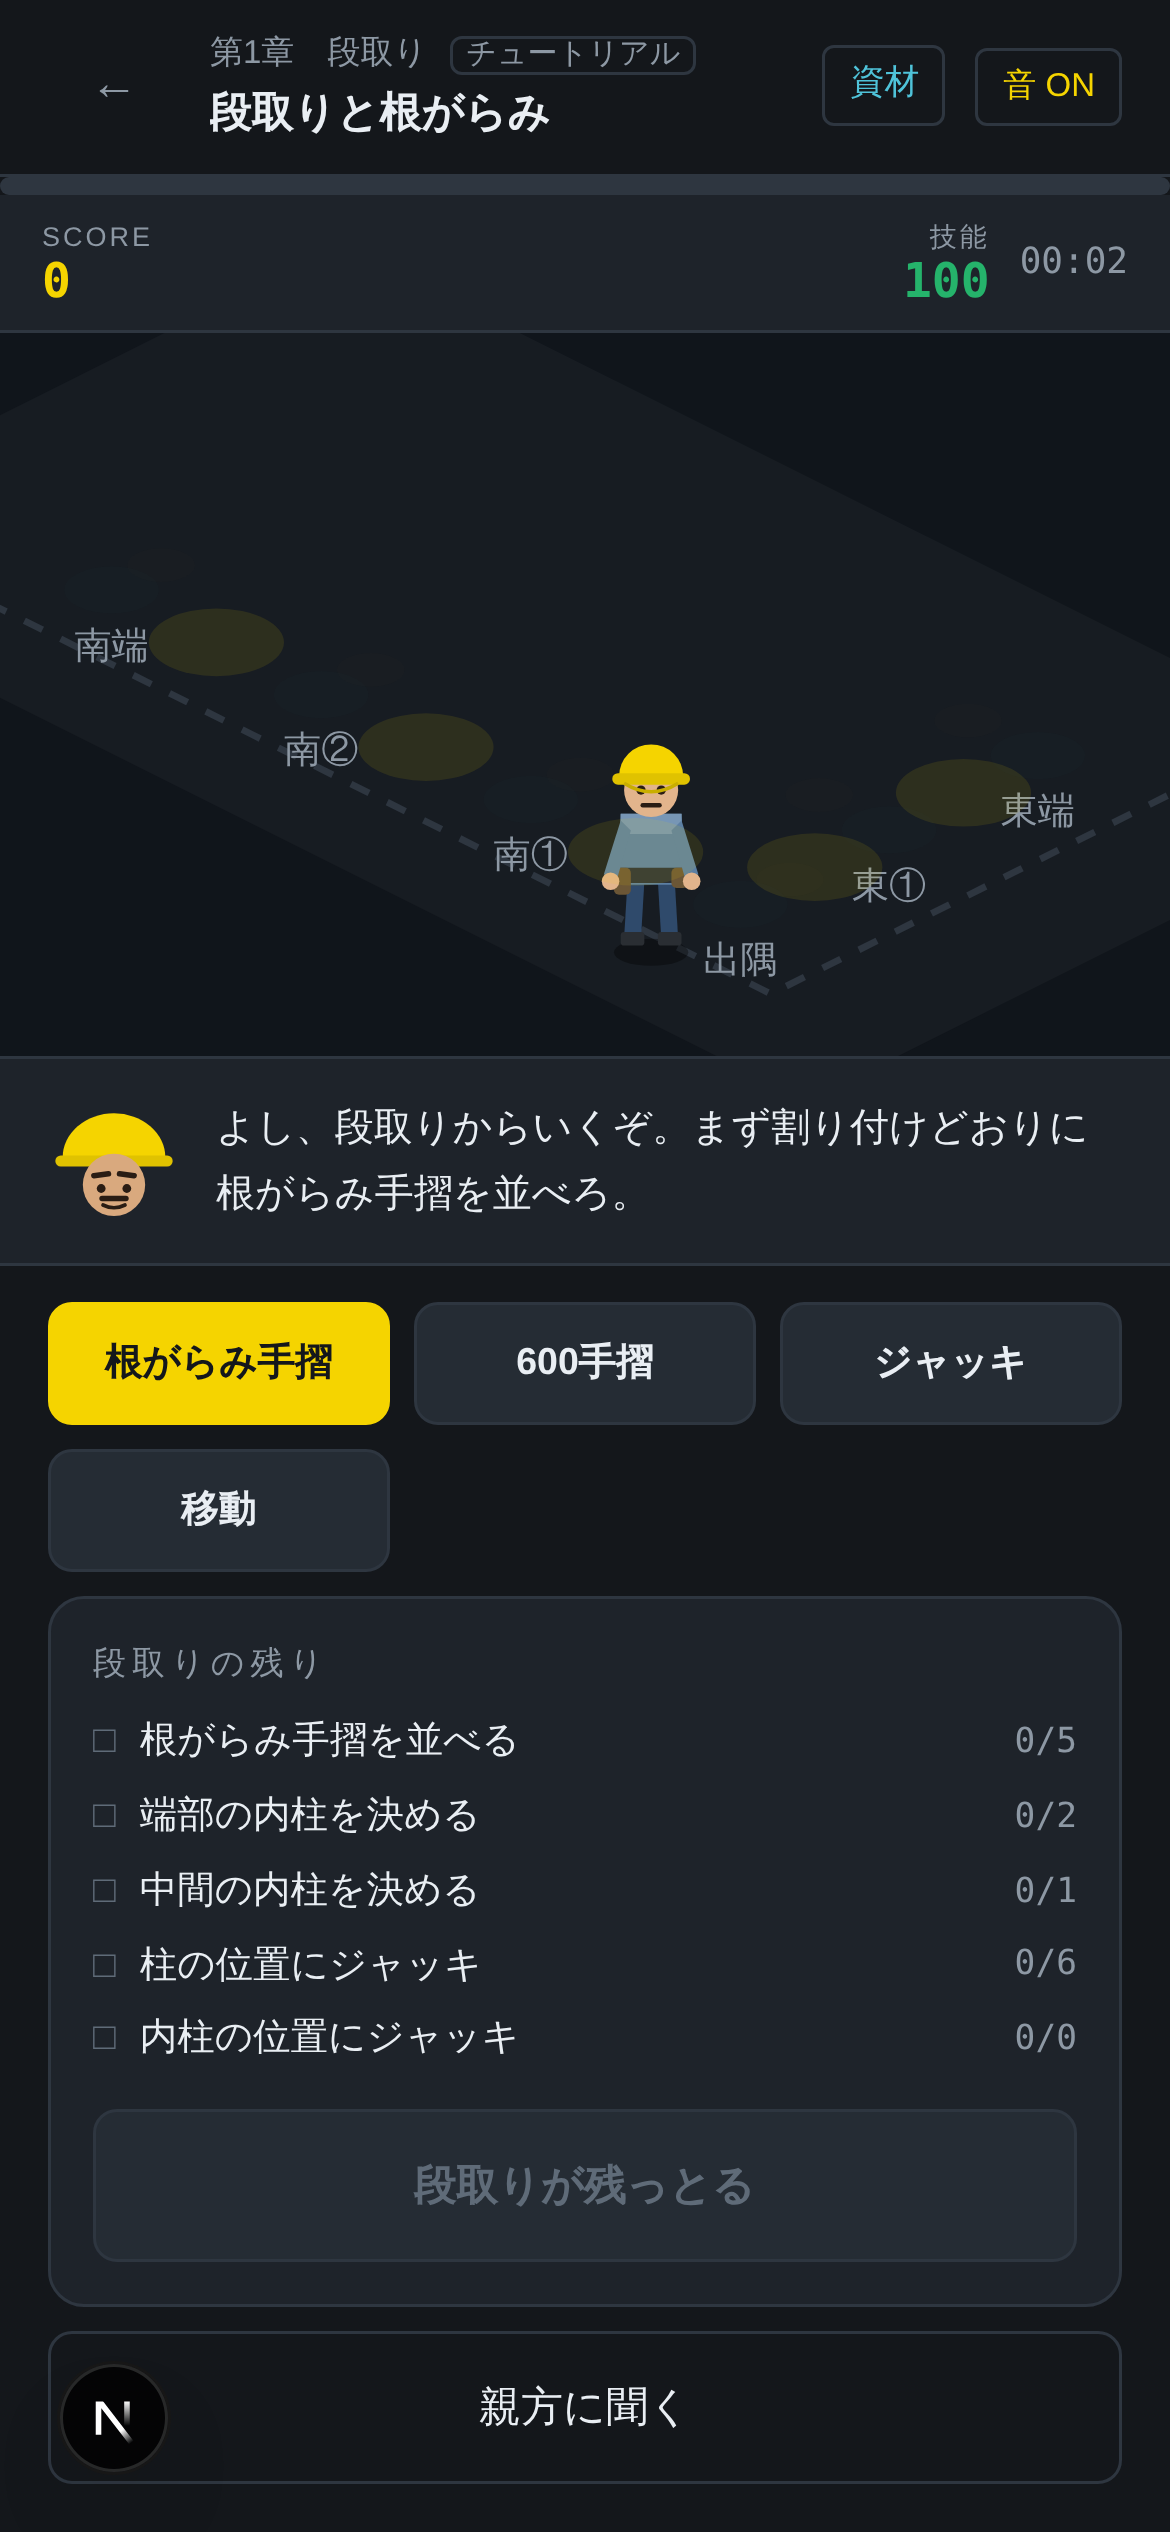 ←
第1章　段取り チュートリアル
段取りと根がらみ
資材
音 ON
SCORE
0
技能
100
00:02
南端
南②
南①
東端
東①
出隅
よし、段取りからいくぞ。まず割り付けどおりに
根がらみ手摺を並べろ。
根がらみ手摺
600手摺
ジャッキ
移動
段取りの残り
□ 根がらみ手摺を並べる 0/5
□ 端部の内柱を決める 0/2
□ 中間の内柱を決める 0/1
□ 柱の位置にジャッキ 0/6
□ 内柱の位置にジャッキ 0/0
段取りが残っとる
N
親方に聞く